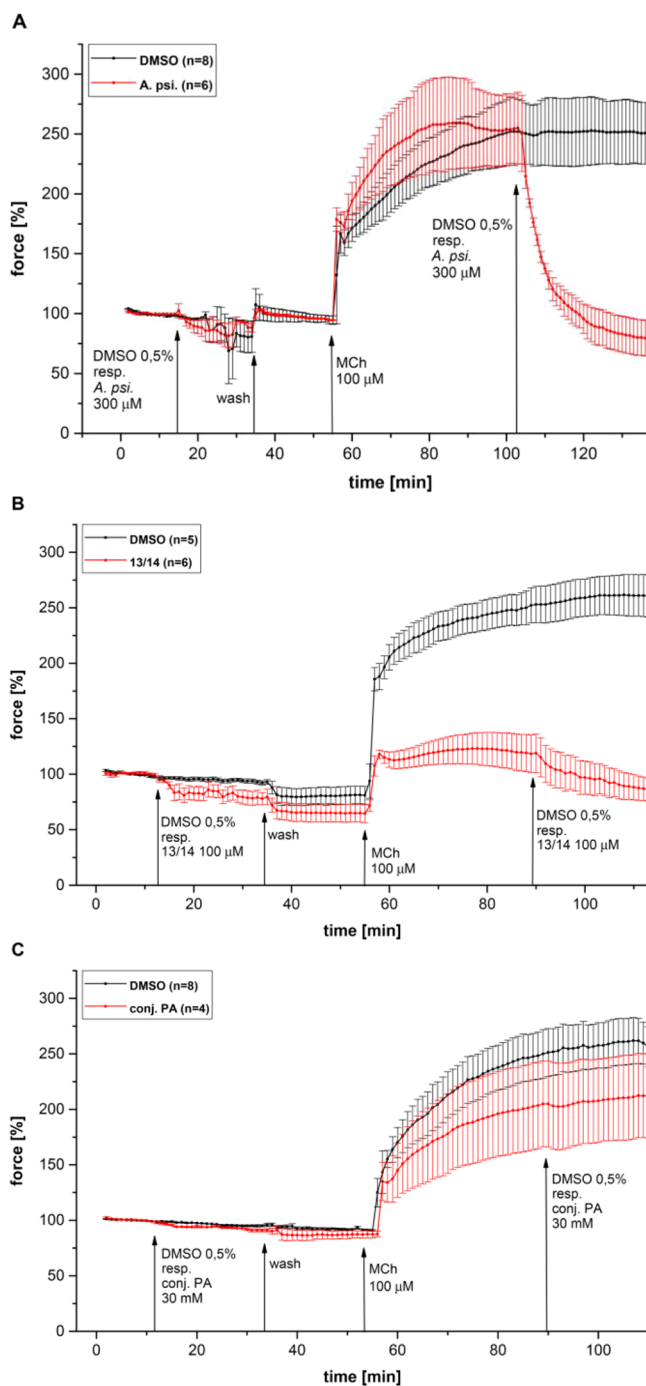 A
DMSO (n=8)
A. psi. (n=6)
300
250
200
150
100
50
0
force [%]
DMSO 0,5%
resp.
A. psi.
300 µM
wash
MCh
100 µM
DMSO 0,5%
resp.
A. psi.
300 µM
0
20
40
60
80
100
120
time [min]
B
DMSO (n=5)
13/14 (n=6)
300
250
200
150
100
50
0
force [%]
DMSO 0,5%
resp.
13/14 100 µM
wash
MCh
100 µM
DMSO 0,5%
resp.
13/14 100 µM
0
20
40
60
80
100
time [min]
C
DMSO (n=8)
conj. PA (n=4)
300
250
200
150
100
50
0
force [%]
DMSO 0,5%
resp.
conj. PA
30 mM
wash
MCh
100 µM
DMSO 0,5%
resp.
conj. PA
30 mM
0
20
40
60
80
100
time [min]